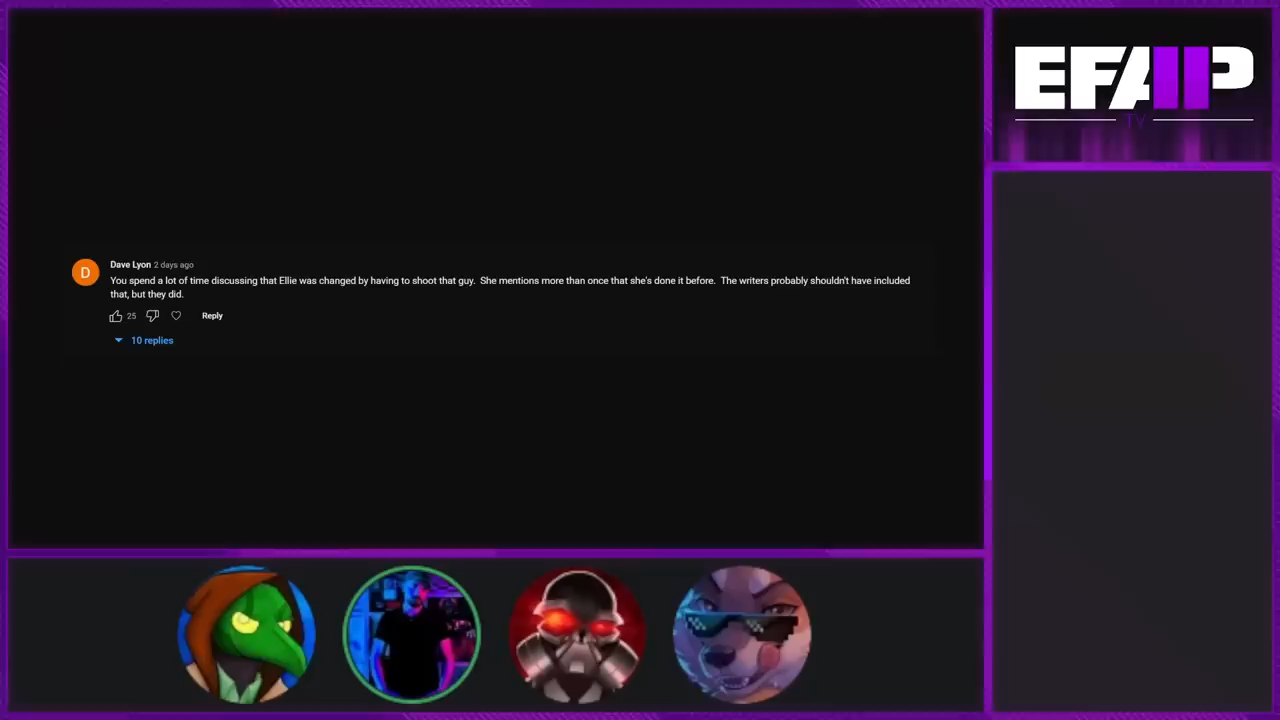 EFAP
TV
D
Dave Lyon 2 days ago
You spend a lot of time discussing that Ellie was changed by having to shoot that guy.  She mentions more than once that she's done it before.  The writers probably shouldn't have included
that, but they did.
25 Reply
10 replies